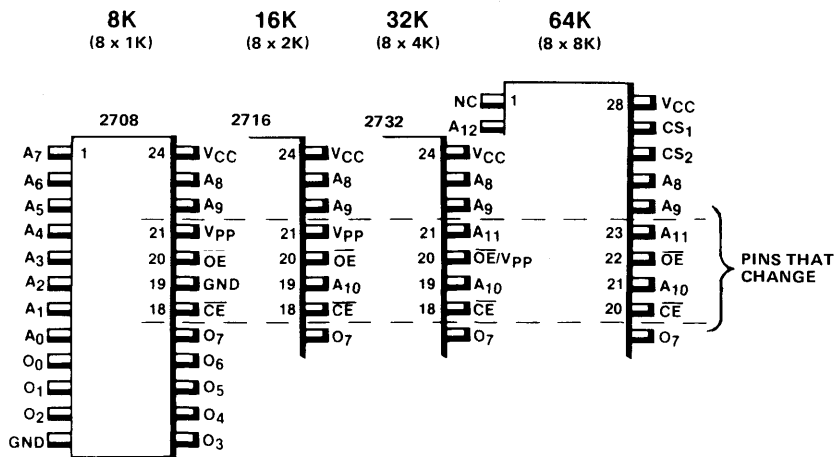 8K 16K 32K 64K
(8 x 1K) (8 x 2K) (8 x 4K) (8 x 8K)
NC 1 28 VCC
2708 2716 2732 A12 CS1
A7 1 24 VCC 24 VCC 24 VCC CS2
A6 A8 A8 A8 A8
A5 A9 A9 A9 A9
A4 21 VPP 21 VPP 21 A11 23 A11
A3 20 OE 20 OE 20 OE/VPP 22 OE
A2 19 GND 19 A10 19 A10 21 A10
A1 18 CE 18 CE 18 CE 20 CE
A0 O7 O7 O7 O7
O0 O6
O1 O5
O2 O4
GND O3
PINS THAT
CHANGE